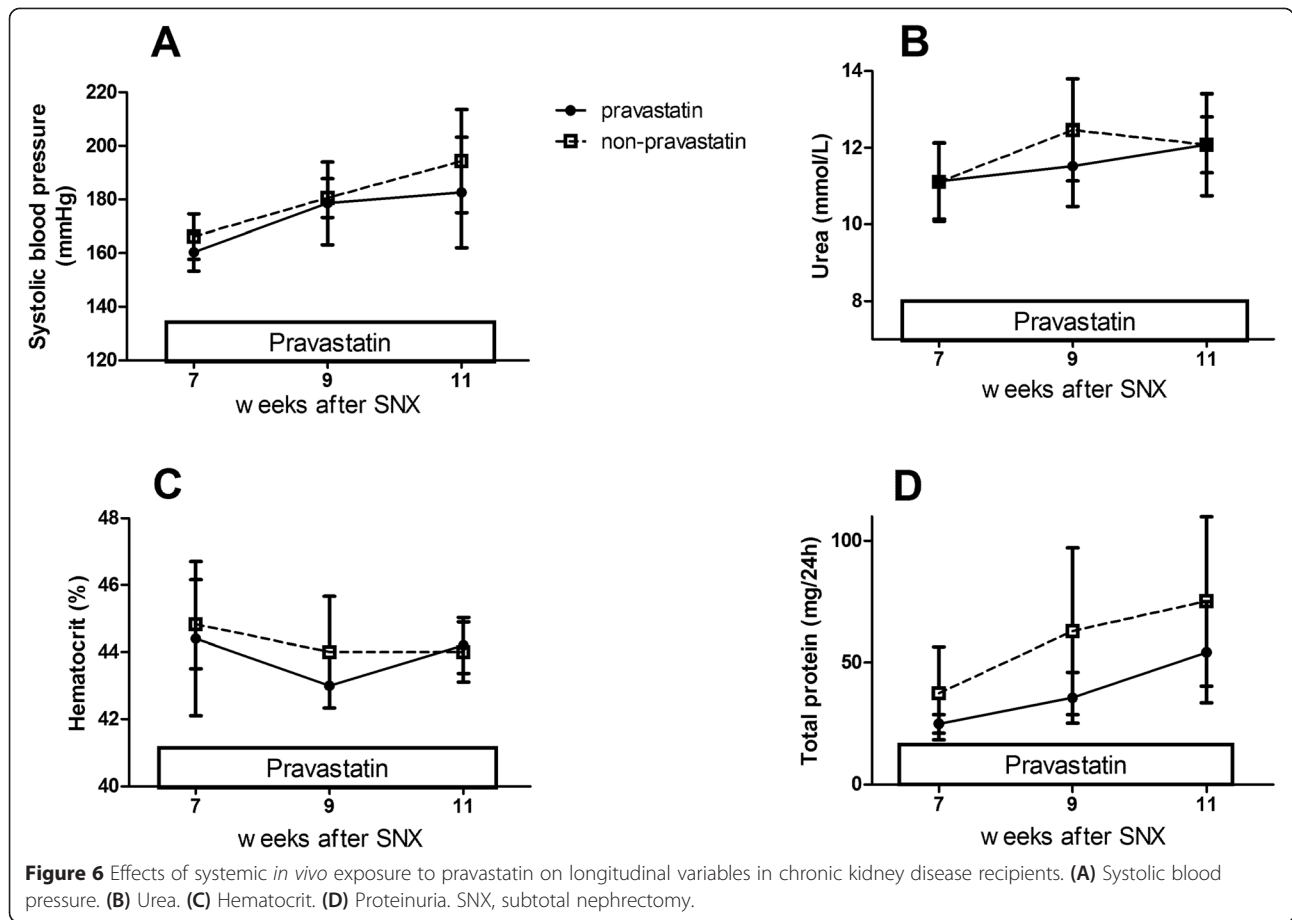 A
Systolic blood pressure
(mmHg)
220
200
180
160
140
120
Pravastatin
7 9 11
weeks after SNX
pravastatin
non-pravastatin
B
Urea (mmol/L)
14
12
10
8
Pravastatin
7 9 11
weeks after SNX
C
Hematocrit (%)
48
46
44
42
40
Pravastatin
7 9 11
weeks after SNX
D
Total protein (mg/24h)
100
50
0
Pravastatin
7 9 11
weeks after SNX
Figure 6 Effects of systemic in vivo exposure to pravastatin on longitudinal variables in chronic kidney disease recipients. (A) Systolic blood
pressure. (B) Urea. (C) Hematocrit. (D) Proteinuria. SNX, subtotal nephrectomy.